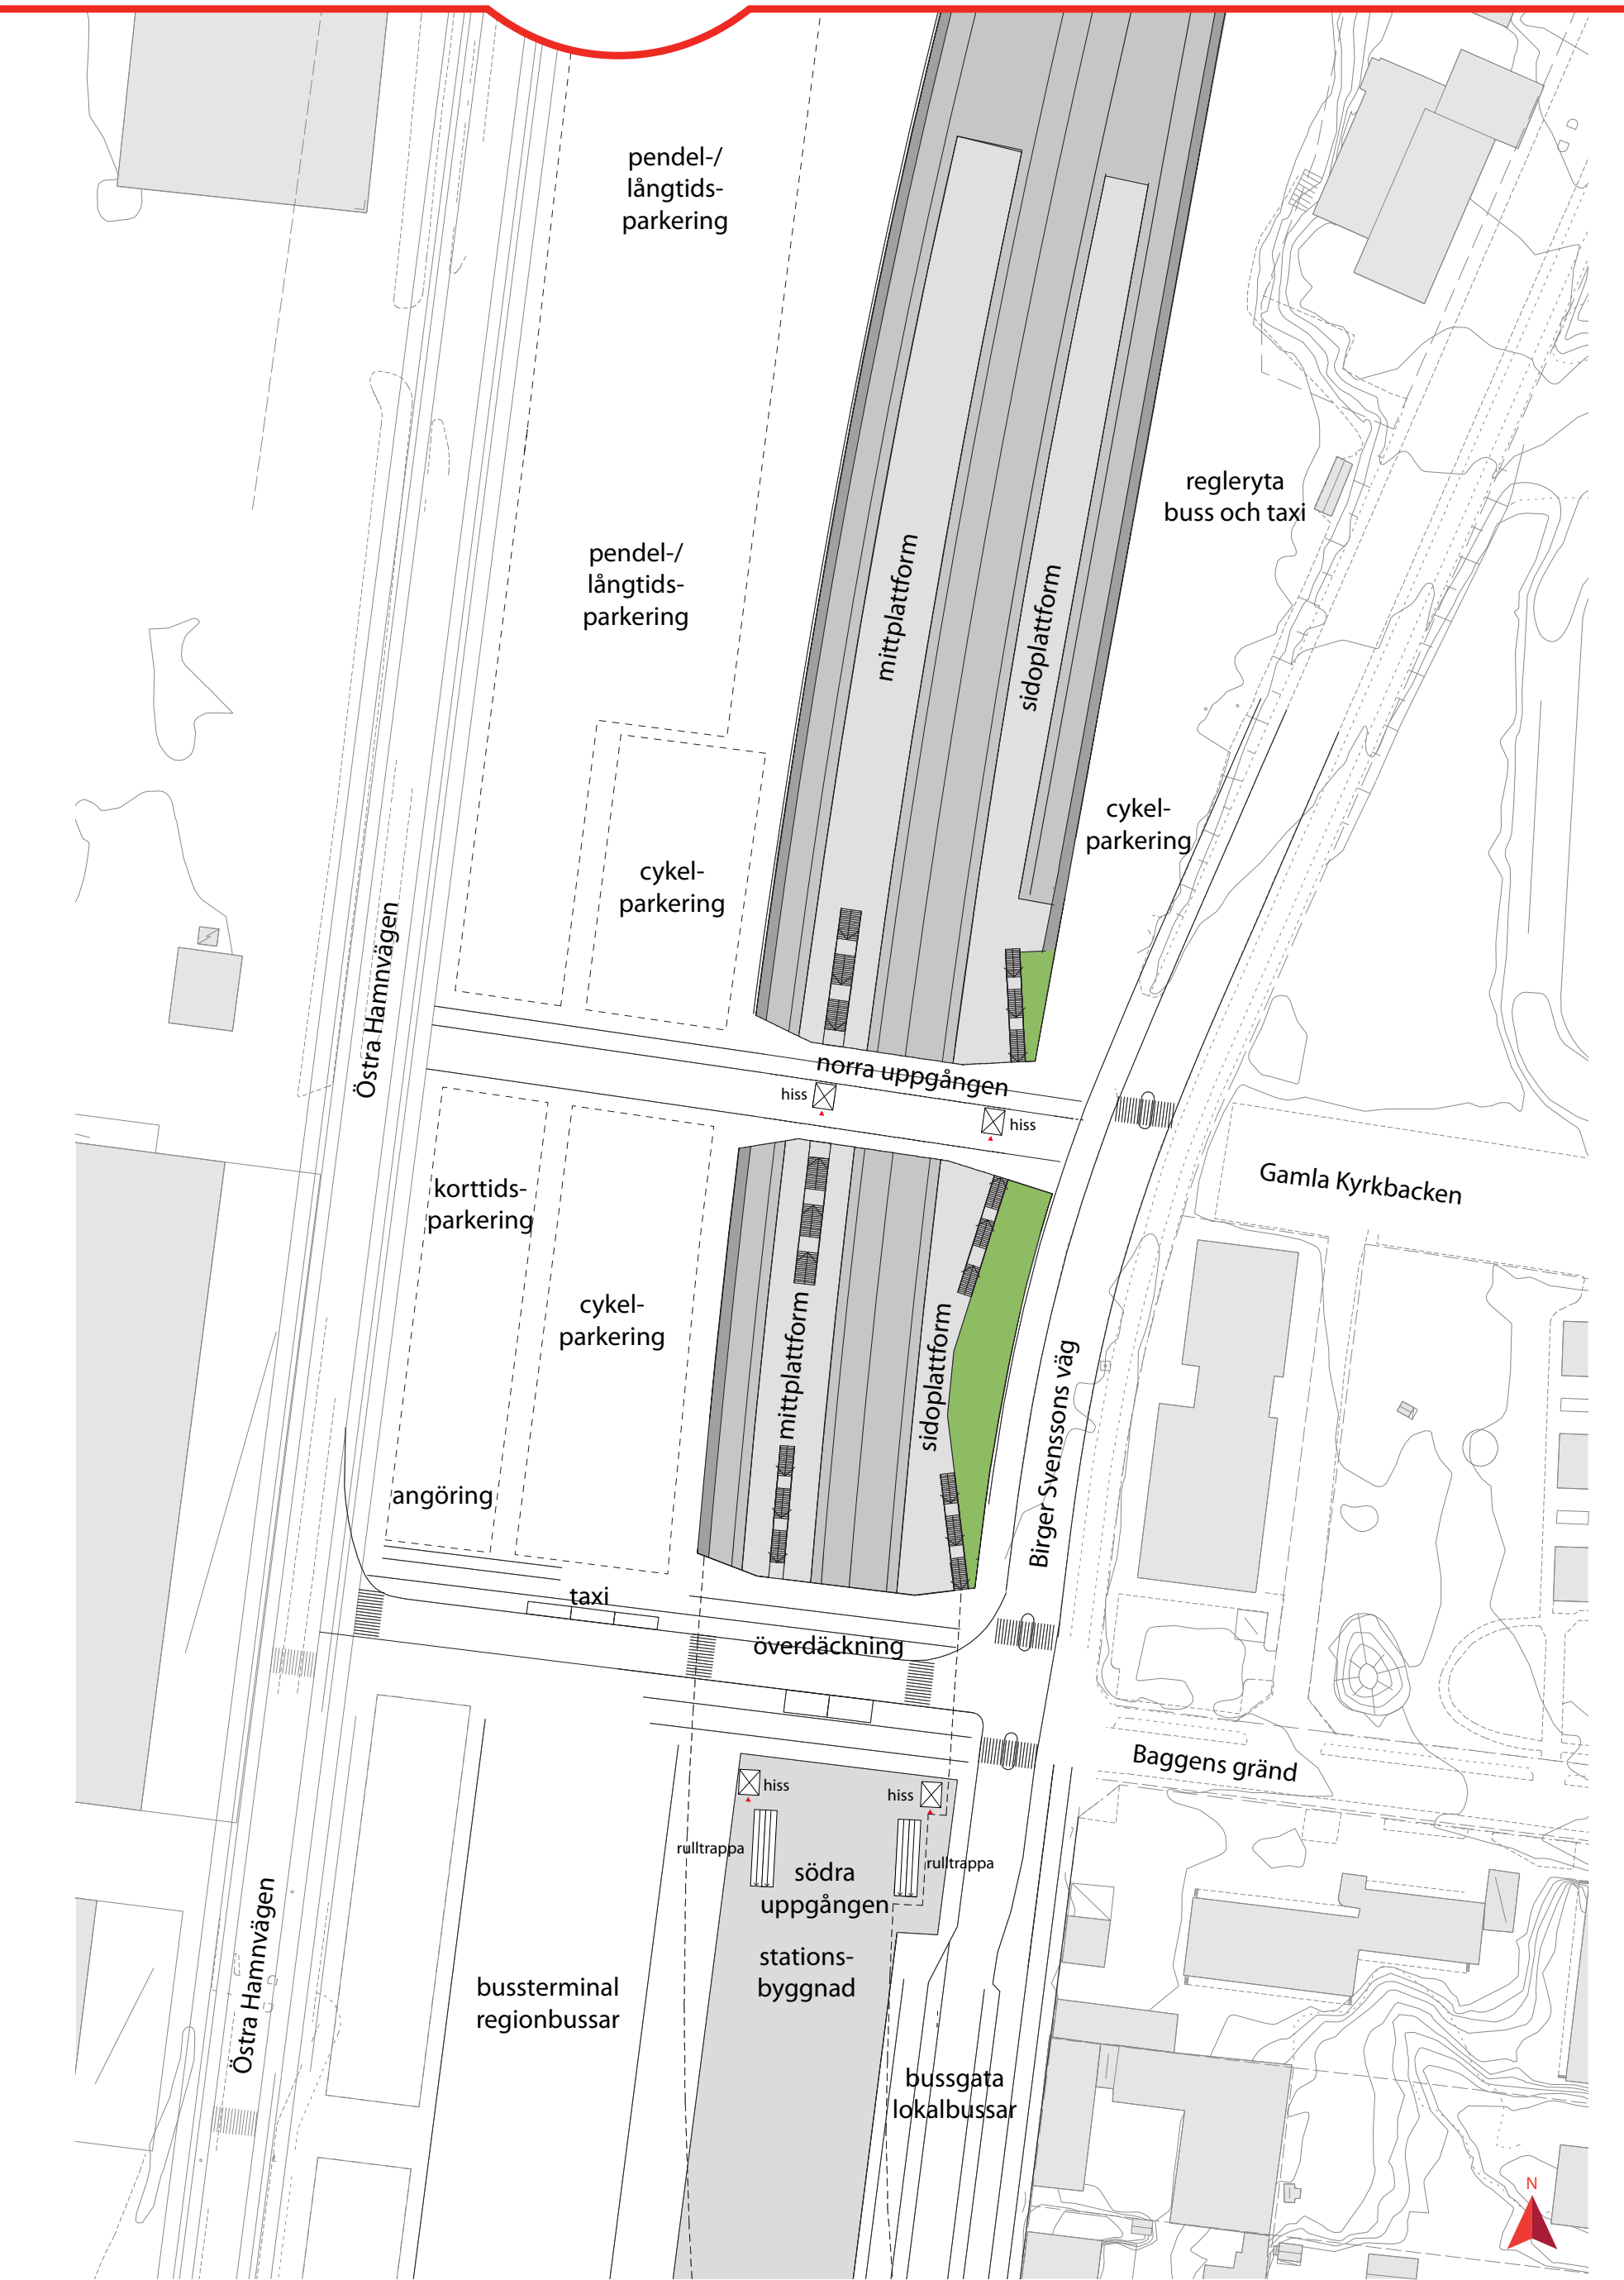 pendel-/
långtids-
parkering
regleryta
buss och taxi
pendel-/
långtids-
parkering
mittplattform
sidoplattform
cykel-
parkering
cykel-
parkering
Östra Hamnvägen
norra uppgången
hiss
hiss
Gamla Kyrkbacken
korttids-
parkering
cykel-
parkering
mittplattform
sidoplattform
Birger Svenssons väg
angöring
taxi
överdäckning
Baggens gränd
hiss
hiss
rulltrappa
rulltrappa
södra
uppgången
stations-
byggnad
Östra Hamnvägen
bussterminal
regionbussar
bussgata
lokalbussar
N